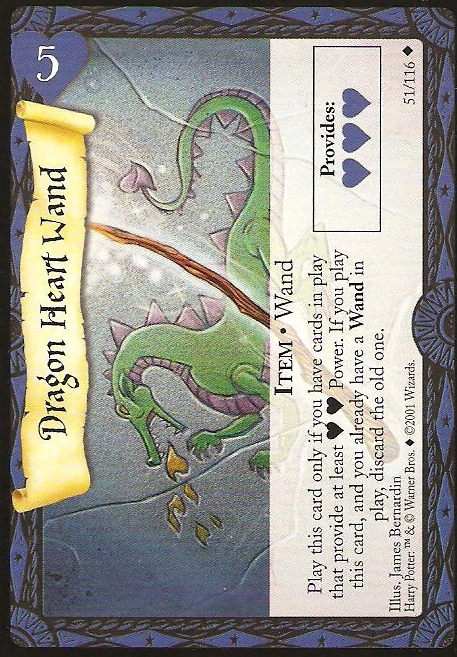 5
Dragon Heart Wand
ITEM • Wand
Provides:
Play this card only if you have cards in play
that provide at least ♥♥ Power. If you play
this card, and you already have a Wand in
play, discard the old one.
Illus. James Bernardin
Harry Potter: ™ & © Warner Bros. ◆ ©2001 Wizards.
51/116 ◆